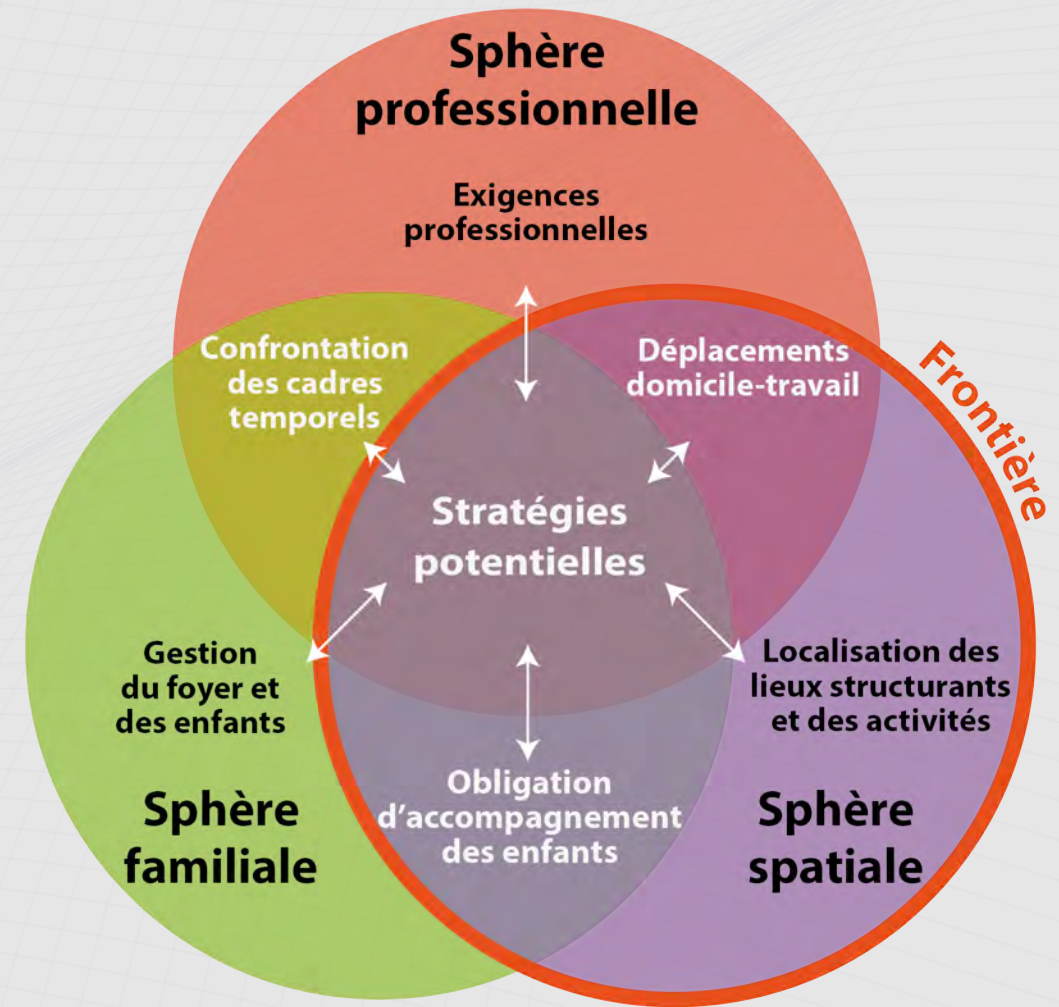 Sphère
professionnelle
Exigences
professionnelles
Confrontation
des cadres
temporels
Déplacements
domicile-travail
Frontière
Stratégies
potentielles
Gestion
du foyer et
des enfants
Localisation des
lieux structurants
et des activités
Obligation
d'accompagnement
des enfants
Sphère
familiale
Sphère
spatiale